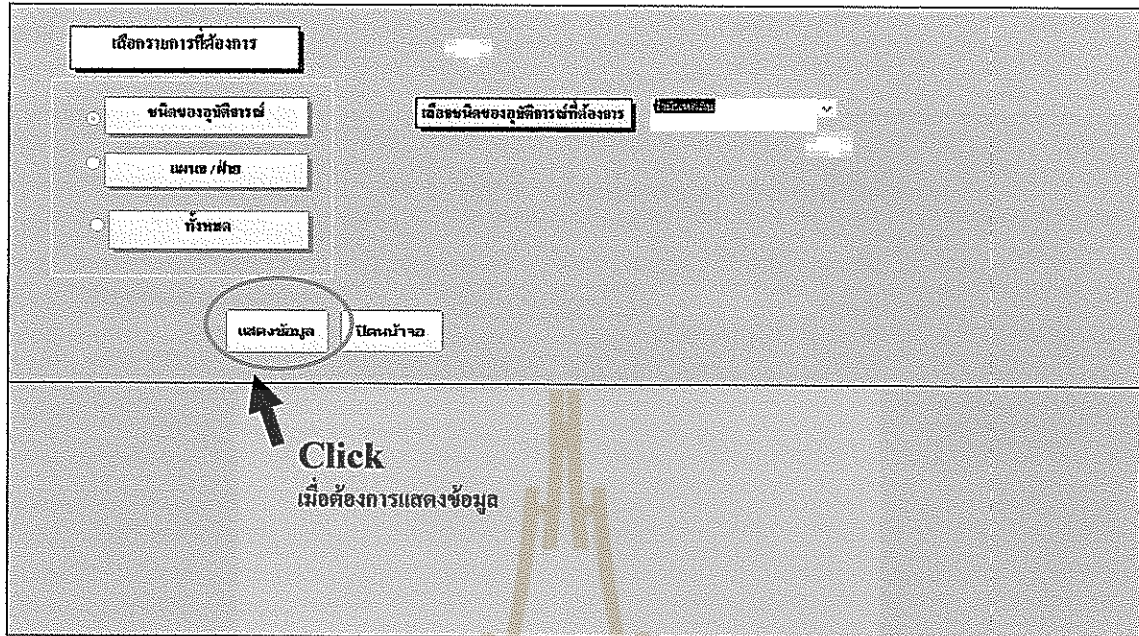 เลือกรายการที่ต้องการ
ชนิดของอุบัติการณ์
เลือกชนิดของอุบัติการณ์ที่ต้องการ
แผนก/ฝ่าย
ทั้งหมด
แสดงข้อมูล
ปิดหน้าจอ
Click
เมื่อต้องการแสดงข้อมูล